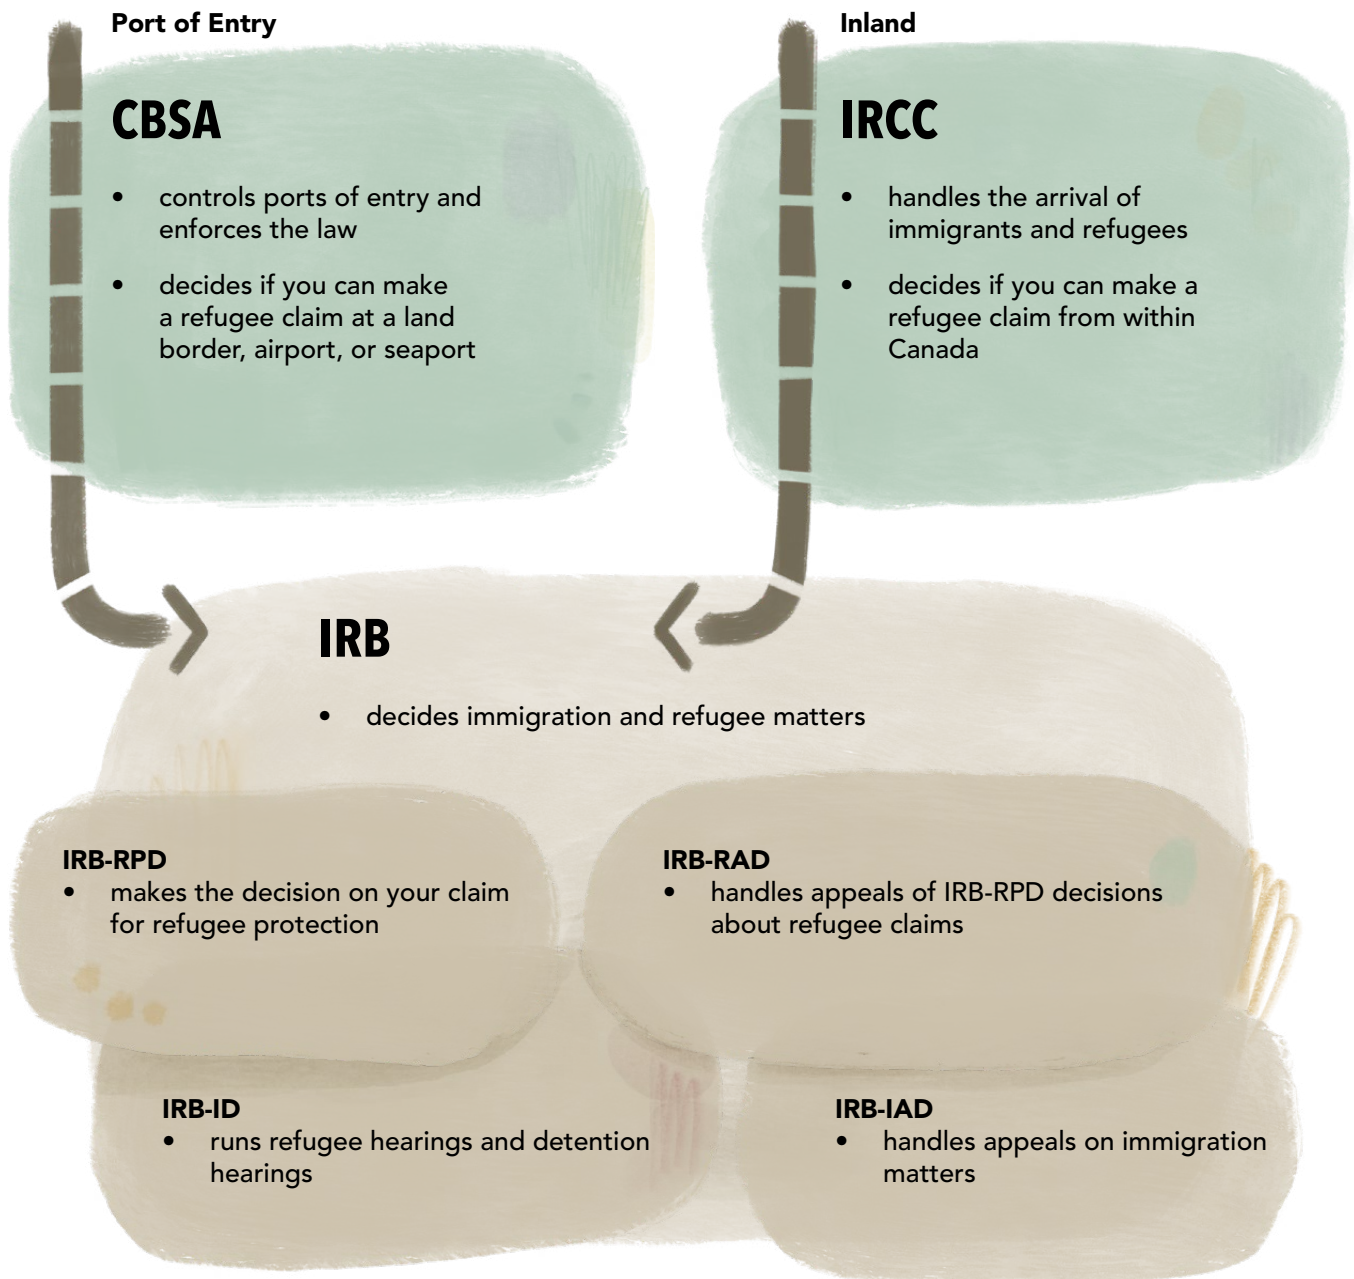 Port of Entry
CBSA
• controls ports of entry and
enforces the law
• decides if you can make
a refugee claim at a land
border, airport, or seaport
Inland
IRCC
• handles the arrival of
immigrants and refugees
• decides if you can make a
refugee claim from within
Canada
IRB
• decides immigration and refugee matters
IRB-RPD
• makes the decision on your claim
for refugee protection
IRB-RAD
• handles appeals of IRB-RPD decisions
about refugee claims
IRB-ID
• runs refugee hearings and detention
hearings
IRB-IAD
• handles appeals on immigration
matters